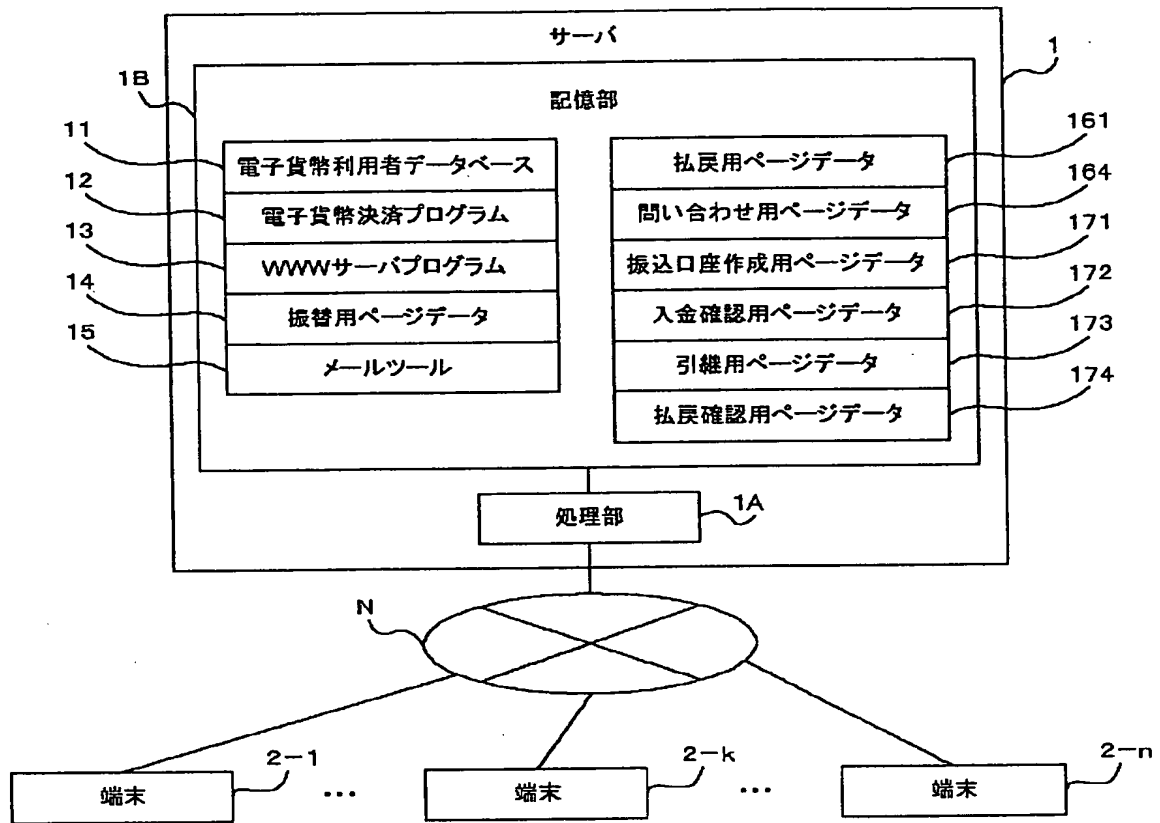 サーバ
1
1B
記憶部
11
電子貨幣利用者データベース
12
電子貨幣決済プログラム
13
WWWサーバプログラム
14
振替用ページデータ
15
メールツール
払戻用ページデータ
161
問い合わせ用ページデータ
164
振込口座作成用ページデータ
171
入金確認用ページデータ
172
引継用ページデータ
173
払戻確認用ページデータ
174
処理部
1A
N
端末
2-1
...
端末
2-k
...
端末
2-n